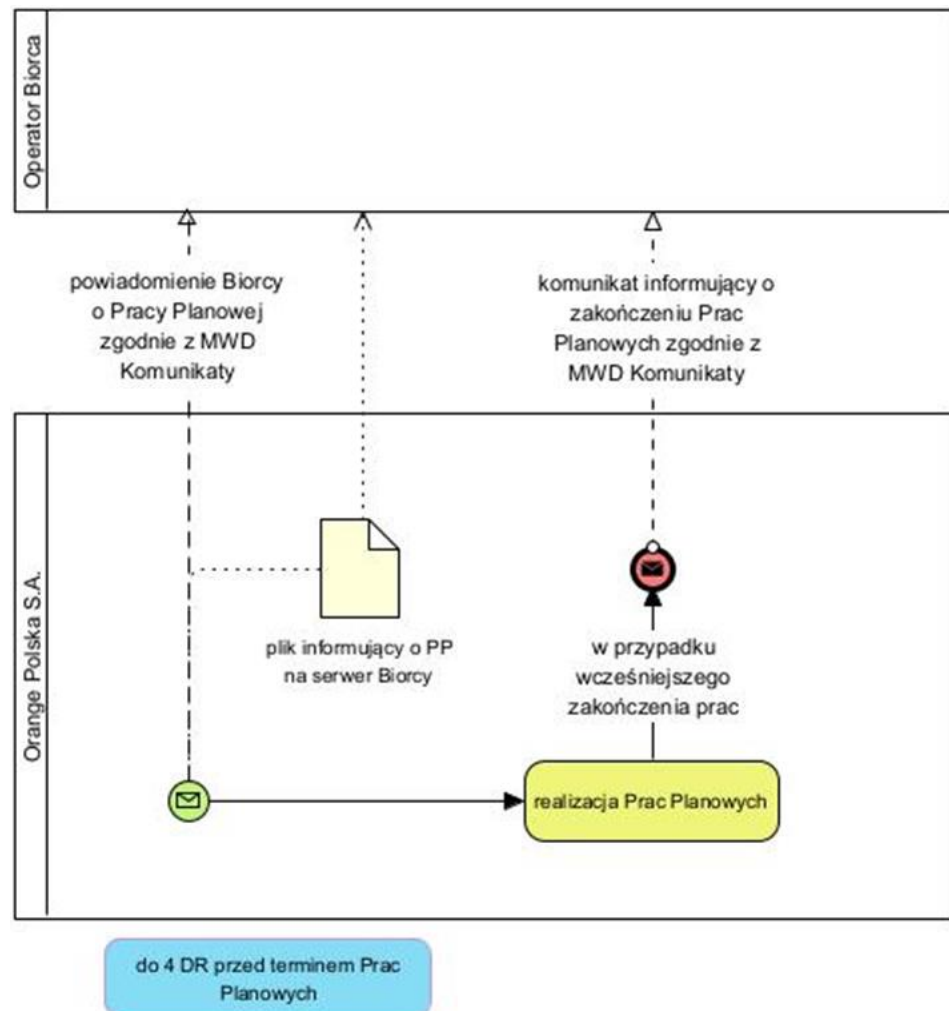 Operator Biorca
powiadomienie Biorcy
o Pracy Planowej
zgodnie z MWD
Komunikaty
komunikat informujący o
zakończeniu Prac
Planowych zgodnie z
MWD Komunikaty
Orange Polska S.A.
plik informujący o PP
na serwer Biorcy
w przypadku
wcześniejszego
zakończenia prac
realizacja Prac Planowych
do 4 DR przed terminem Prac
Planowych